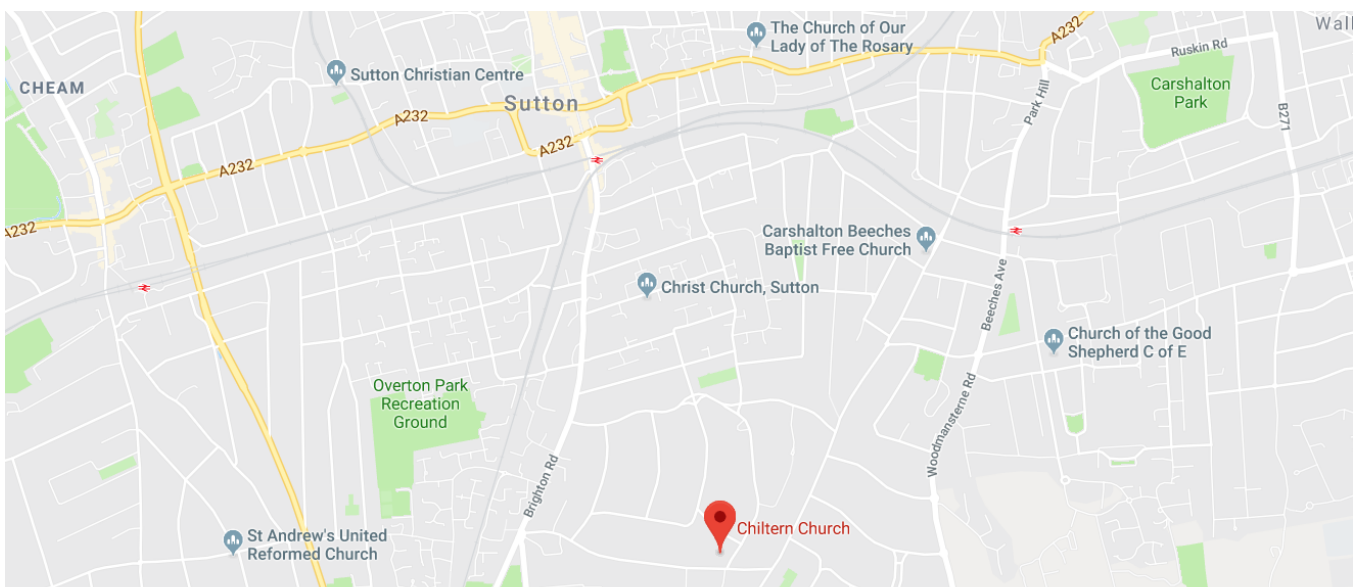 The Church of Our
Lady of The Rosary
A232
Wall
Ruskin Rd
Sutton Christian Centre
CHEAM
Carshalton
Park
Sutton
A232
Park Hill
B271
A232
A232
A232
Carshalton Beeches
Baptist Free Church
Christ Church, Sutton
Beeches Ave
Church of the Good
Shepherd C of E
Overton Park
Recreation
Ground
Woodmansterne Rd
Brighton Rd
Chiltern Church
St Andrew's United
Reformed Church